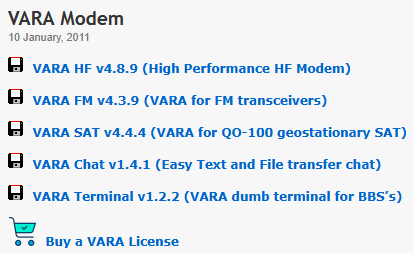 VARA Modem
10 January, 2011
VARA HF v4.8.9 (High Performance HF Modem)
VARA FM v4.3.9 (VARA for FM transceivers)
VARA SAT v4.4.4 (VARA for QO-100 geostationary SAT)
VARA Chat v1.4.1 (Easy Text and File transfer chat)
VARA Terminal v1.2.2 (VARA dumb terminal for BBS’s)
Buy a VARA License